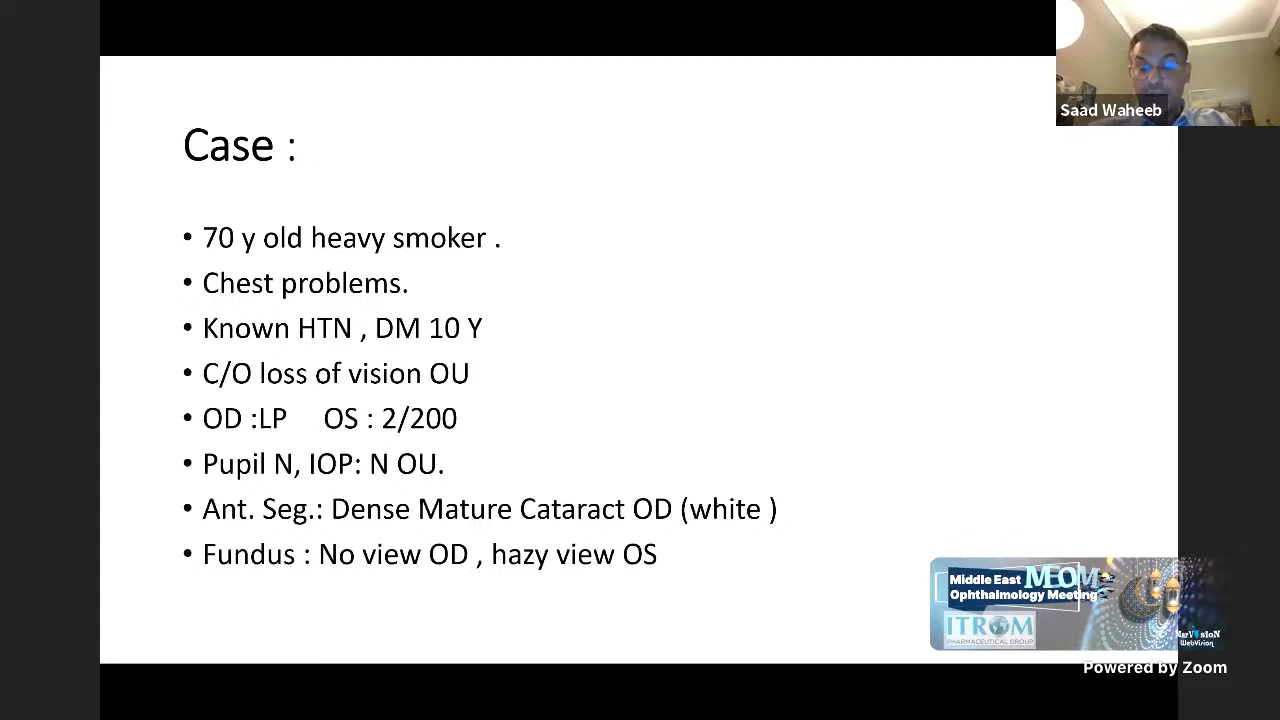 Saad Waheeb
Case :
• 70 y old heavy smoker .
• Chest problems.
• Known HTN , DM 10 Y
• C/O loss of vision OU
• OD :LP OS : 2/200
• Pupil N, IOP: N OU.
• Ant. Seg.: Dense Mature Cataract OD (white )
• Fundus : No view OD , hazy view OS
Middle East MEOM
Ophthalmology Meeting
ITROM
PHARMACEUTICAL GROUP
MarVisioN
WebVision
Powered by Zoom